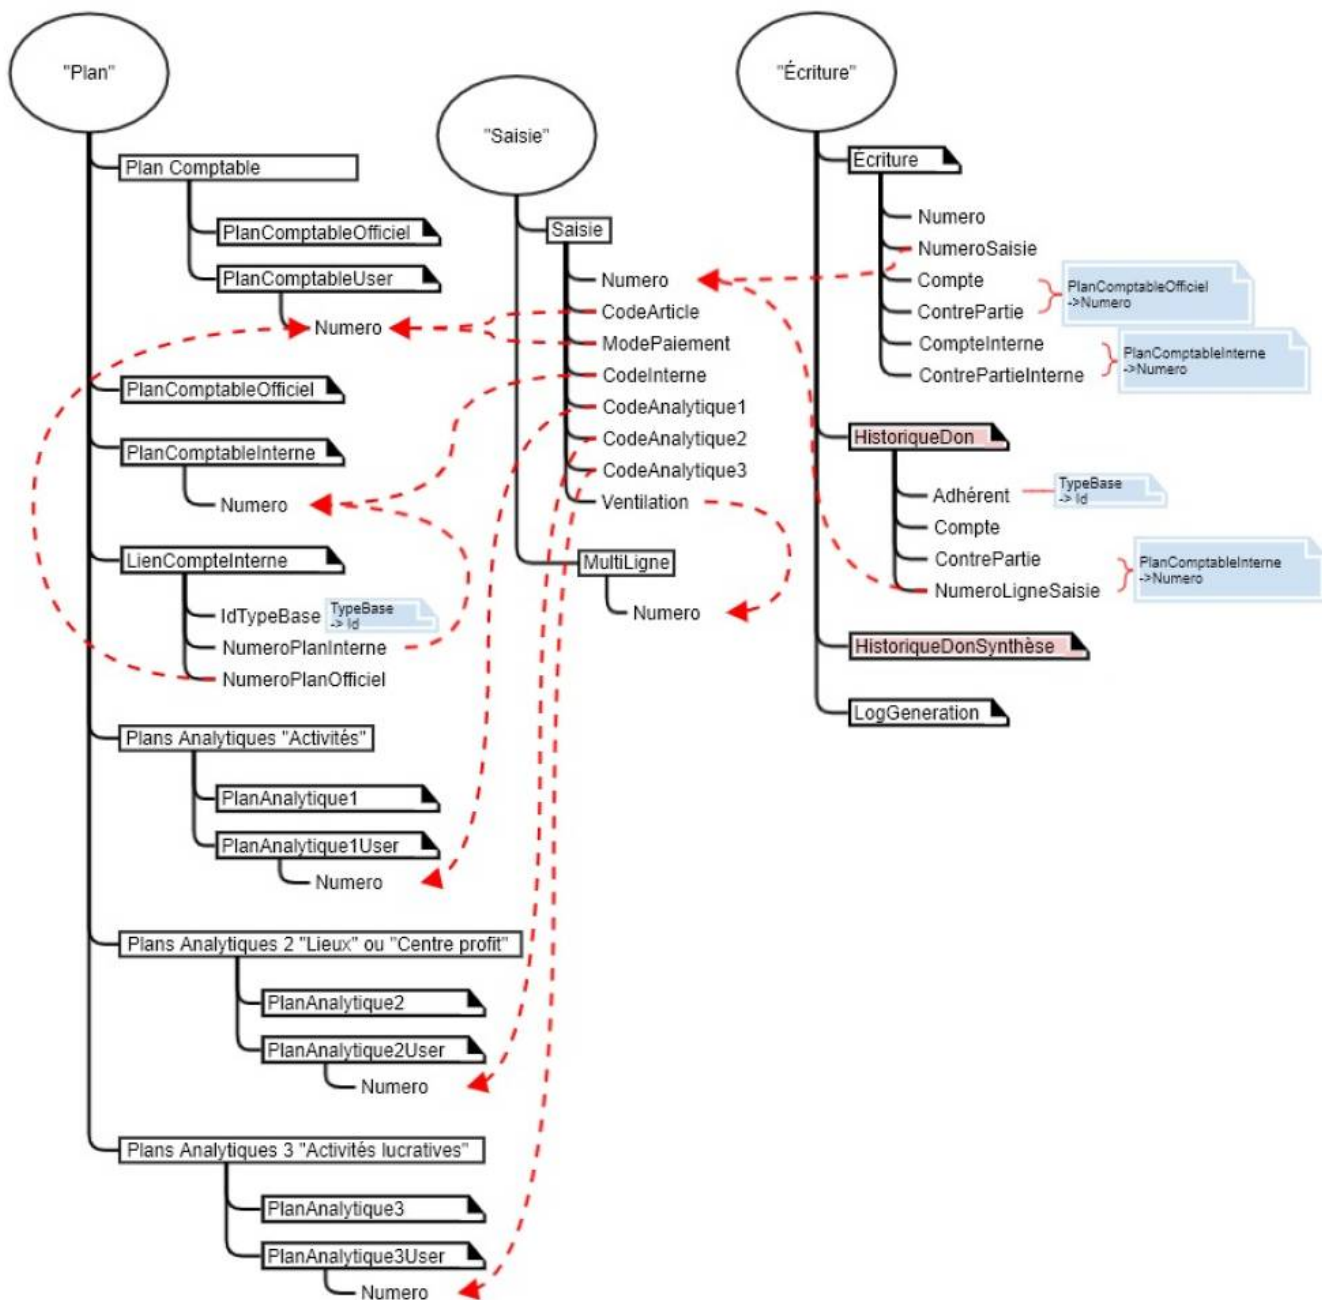 "Plan"
Plan Comptable
PlanComptableOfficiel
PlanComptableUser
Numero
PlanComptableOfficiel
PlanComptableInterne
Numero
LienCompteInterne
IdTypeBase
TypeBase
-> Id
NumeroPlanInterne
NumeroPlanOfficiel
Plans Analytiques "Activités"
PlanAnalytique1
PlanAnalytique1User
Numero
Plans Analytiques 2 "Lieux" ou "Centre profit"
PlanAnalytique2
PlanAnalytique2User
Numero
Plans Analytiques 3 "Activités lucratives"
PlanAnalytique3
PlanAnalytique3User
Numero
"Saisie"
Saisie
Numero
CodeArticle
ModePaiement
CodeInterne
CodeAnalytique1
CodeAnalytique2
CodeAnalytique3
Ventilation
MultiLigne
Numero
"Écriture"
Écriture
Numero
NumeroSaisie
Compte
ContrePartie
PlanComptableOfficiel
->Numero
CompteInterne
ContrePartieInterne
PlanComptableInterne
->Numero
HistoriqueDon
Adhérent
TypeBase
-> Id
Compte
ContrePartie
NumeroLigneSaisie
PlanComptableInterne
->Numero
HistoriqueDonSynthèse
LogGeneration